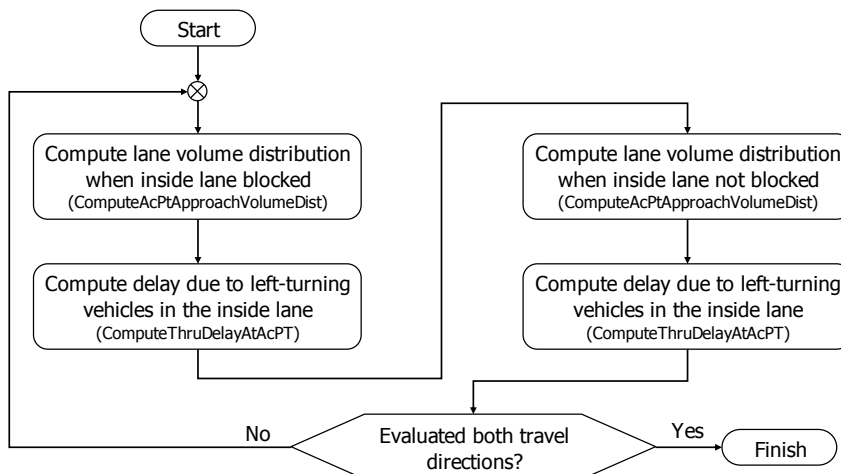 Start
Compute lane volume distribution
when inside lane blocked
(ComputeAcPtApproachVolumeDist)
Compute delay due to left-turning
vehicles in the inside lane
(ComputeThruDelayAtAcPT)
Compute lane volume distribution
when inside lane not blocked
(ComputeAcPtApproachVolumeDist)
Compute delay due to left-turning
vehicles in the inside lane
(ComputeThruDelayAtAcPT)
No
Evaluated both travel
directions?
Yes
Finish